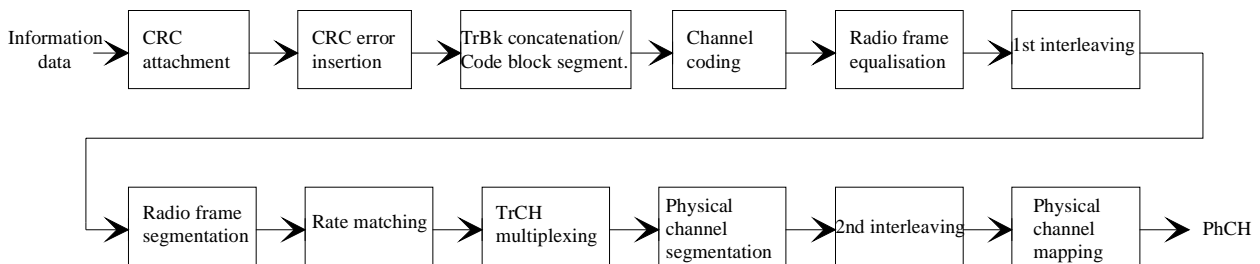 Information
data
CRC
attachment
CRC error
insertion
TrBk concatenation/
Code block segment.
Channel
coding
Radio frame
equalisation
1st interleaving
Radio frame
segmentation
Rate matching
TrCH
multiplexing
Physical
channel
segmentation
2nd interleaving
Physical
channel
mapping
PhCH